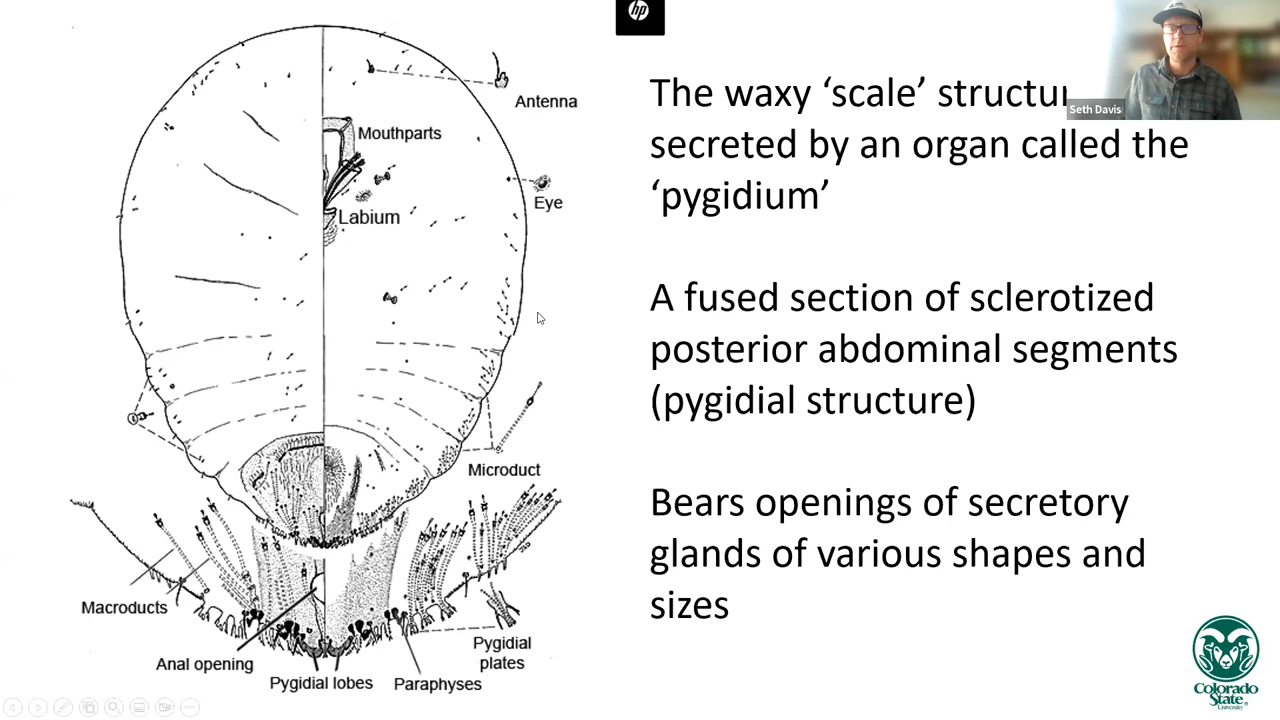 hp
Seth Davis
Antenna
Mouthparts
Eye
Labium
Microduct
Macroducts
Anal opening
Pygidial lobes
Paraphyses
Pygidial
plates
The waxy ‘scale’
secreted by an organ called the
‘pygidium’
A fused section of sclerotized
posterior abdominal segments
(pygidial structure)
Bears openings of secretory
glands of various shapes and
sizes
Colorado
State
University